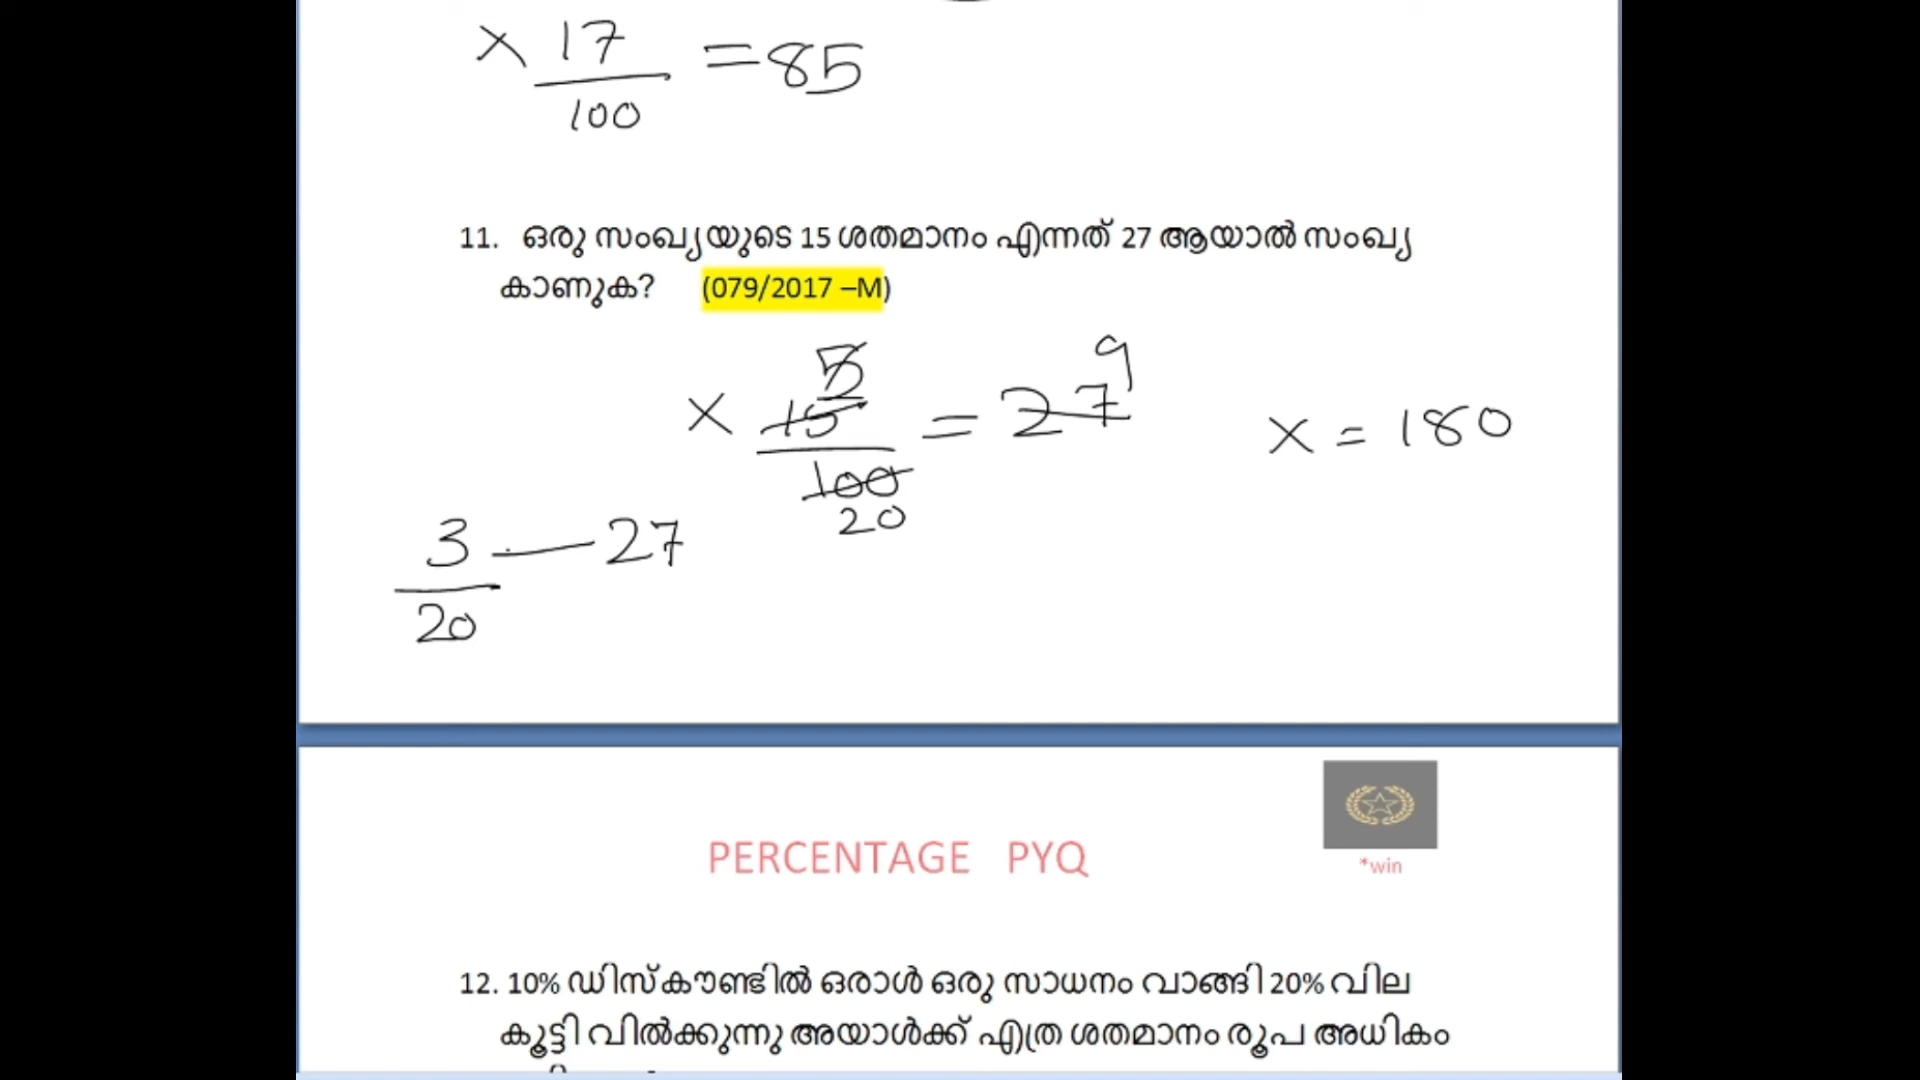 x 17/100 = 85
11. ഒരു സംഖ്യയുടെ 15 ശതമാനം എന്നത് 27 ആയാൽ സംഖ്യ
കാണുക? (079/2017 –M)
x 15/100 = 27 9
20
x = 180
3/20 — 27
*win
PERCENTAGE PYQ
12. 10% ഡിസ്കൗണ്ടിൽ ഒരാൾ ഒരു സാധനം വാങ്ങി 20% വില
കൂട്ടി വിൽക്കുന്നു അയാൾക്ക് എത്ര ശതമാനം രൂപ അധികം